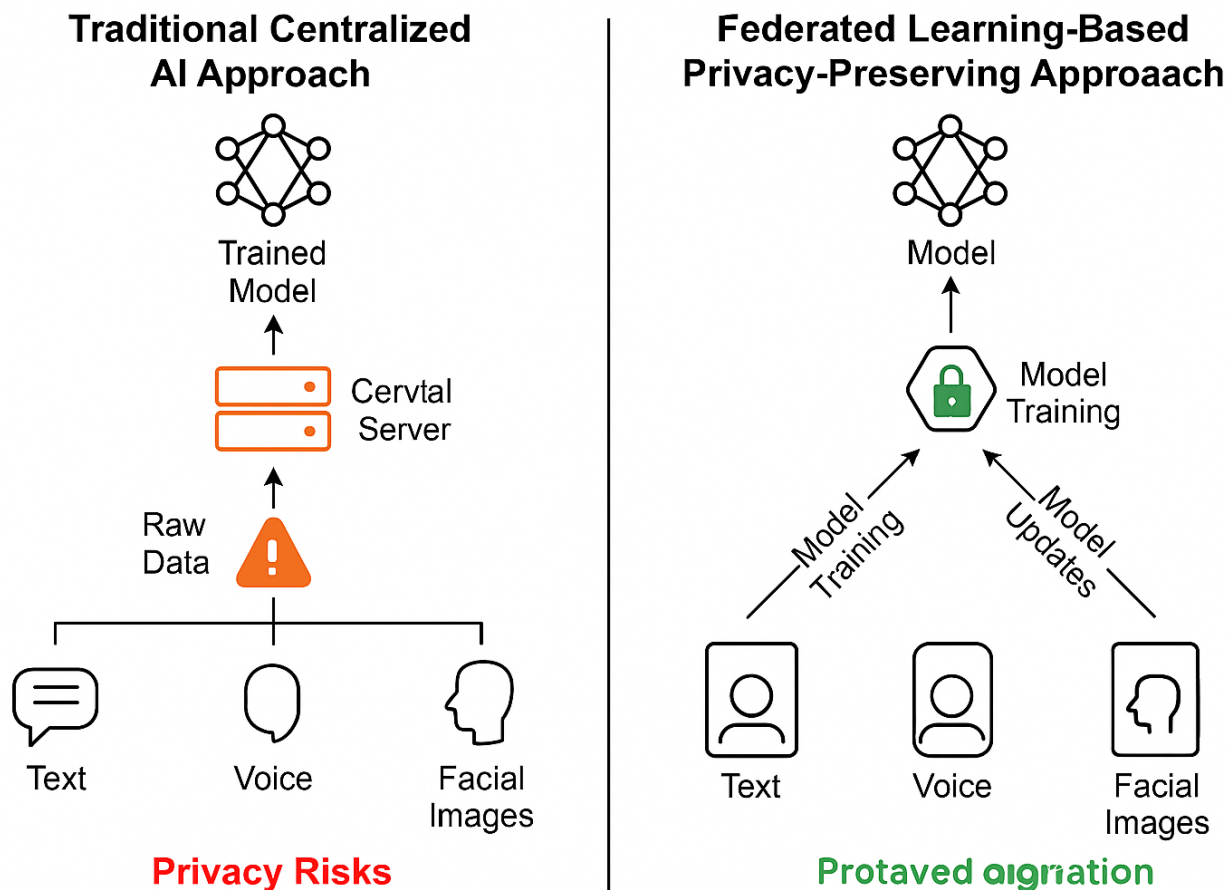 Traditional Centralized
AI Approach
Trained
Model
Cervtal
Server
Raw
Data
Text
Voice
Facial
Images
Privacy Risks
Federated Learning-Based
Privacy-Preserving Approaach
Model
Model
Training
Model
Training
Model
Updates
Text
Voice
Facial
Images
Protaved